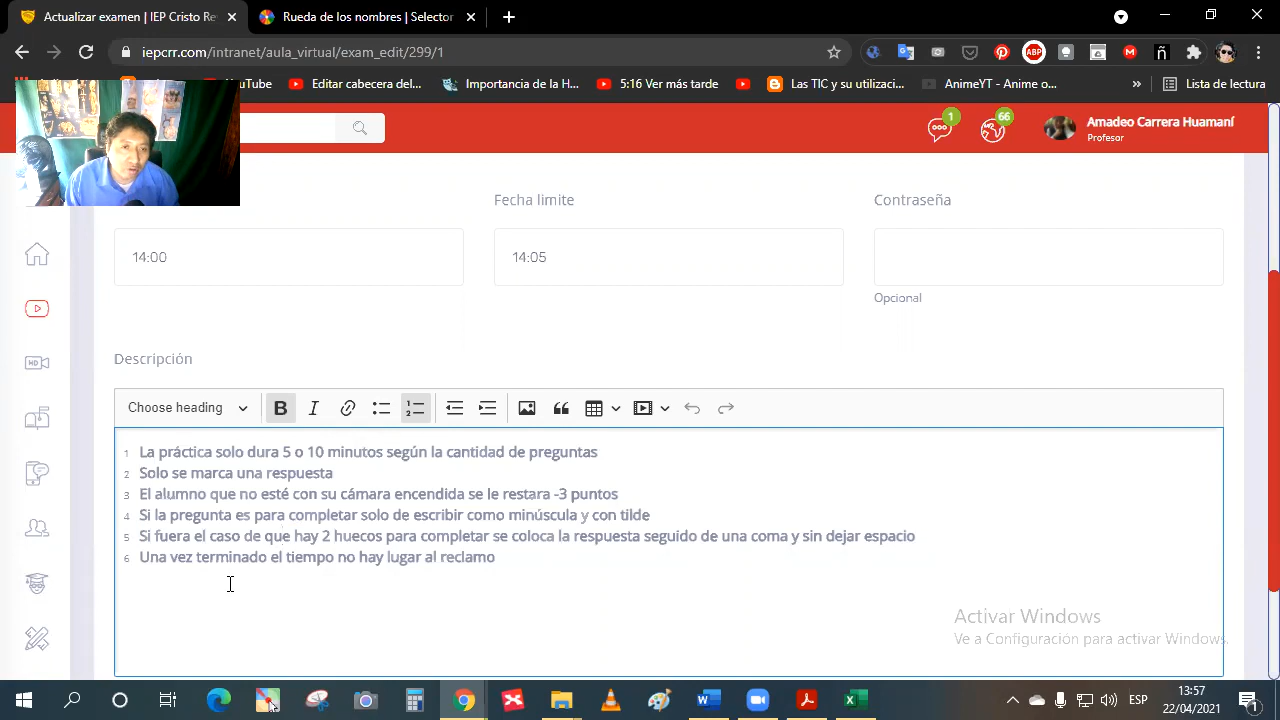 Actualizar examen | IEP Cristo Re
Rueda de los nombres | Selector
iepcrr.com/intranet/aula_virtual/exam_edit/299/1
ABP
M
ñ
YouTube
Editar cabecera del...
Importancia de la H...
5:16 Ver más tarde
Las TIC y su utilizaci...
AnimeYT - Anime o...
»
Lista de lectura
1
66
Amadeo Carrera Huamaní
Profesor
Fecha limite
Contraseña
14:00
14:05
Opcional
HD
Descripción
Choose heading
B I
1 La práctica solo dura 5 o 10 minutos según la cantidad de preguntas
2 Solo se marca una respuesta
3 El alumno que no esté con su cámara encendida se le restara -3 puntos
4 Si la pregunta es para completar solo de escribir como minúscula y con tilde
5 Si fuera el caso de que hay 2 huecos para completar se coloca la respuesta seguido de una coma y sin dejar espacio
6 Una vez terminado el tiempo no hay lugar al reclamo
Activar Windows
Ve a Configuración para activar Windows.
ESP
13:57
22/04/2021
1